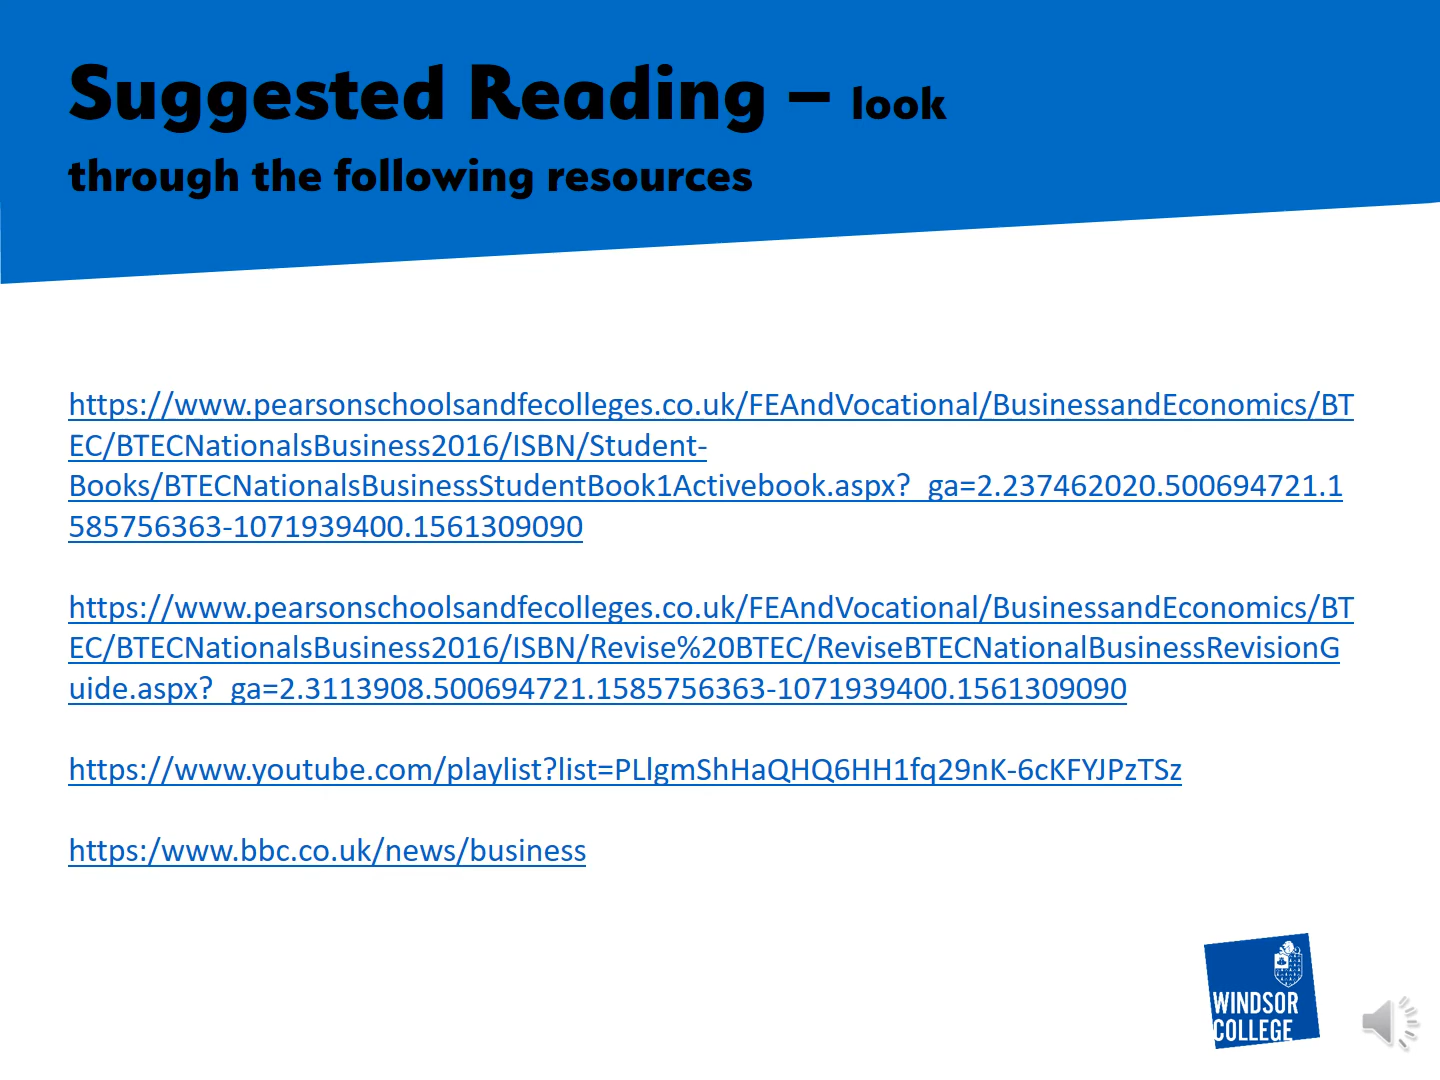 Suggested Reading – look
through the following resources
https://www.pearsonschoolsandfecolleges.co.uk/FEAndVocational/BusinessandEconomics/BT
EC/BTECNationalsBusiness2016/ISBN/Student-
Books/BTECNationalsBusinessStudentBook1Activebook.aspx?_ga=2.237462020.500694721.1
585756363-1071939400.1561309090
https://www.pearsonschoolsandfecolleges.co.uk/FEAndVocational/BusinessandEconomics/BT
EC/BTECNationalsBusiness2016/ISBN/Revise%20BTEC/ReviseBTECNationalBusinessRevisionG
uide.aspx?_ga=2.3113908.500694721.1585756363-1071939400.1561309090
https://www.youtube.com/playlist?list=PLlgmShHaQHQ6HH1fq29nK-6cKFYJPzTSz
https:/www.bbc.co.uk/news/business
WINDSOR
COLLEGE